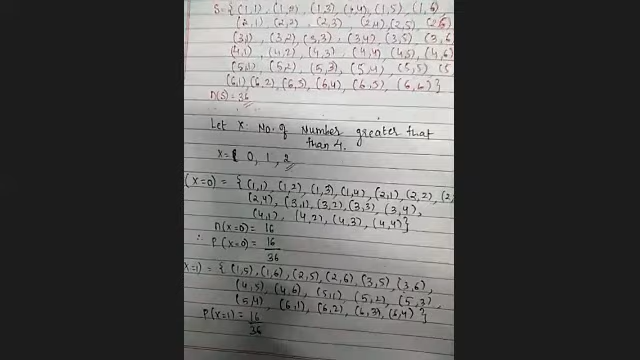 S = { (1,1) , (1,2) (1,3) (1,4) , (1,5) , (1,6)
(2,1) , (2,2) , (2,3) , (2,4) , (2,5) , (2,6)
(3,1) , (3,2) , (3,3) , (3,4) , (3,5) , (3,6)
(4,1) , (4,2) , (4,3) , (4,4) , (4,5) , (4,6)
(5,1) (5,2) , (5,3) , (5,4) , (5,5) , (5
(6,1) (6,2) , (6,3) , (6,4) , (6,5) , (6,6) }
n(S) = 36
Let X: No. of Number greater that
than 4.
X = { 0, 1, 2
(X=0) = { (1,1) , (1,2) , (1,3) , (1,4) , (2,1) , (2,2) , (2,
(2,4) , (3,1) , (3,2) , (3,3) , (3,4) ,
(4,1) , (4,2) , (4,3) , (4,4) }
n(X=0) = 16
∴ P(X=0) = 16
36
X=1) = { (1,5) , (1,6) , (2,5) , (2,6) , (3,5) , (3,6) ,
(4,5) , (4,6) , (5,1) , (5,2) , (5,3) ,
(5,4) , (6,1) , (6,2) , (6,3) , (6,4) }
P(X=1) = 16
36